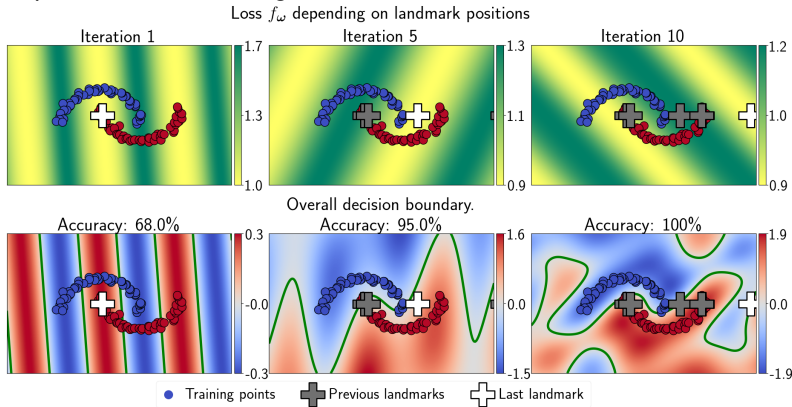 Loss fω depending on landmark positions
Iteration 1
Iteration 5
Iteration 10
1.7
1.3
1.0
1.3
1.1
0.9
1.2
1.0
0.9
Overall decision boundary.
Accuracy: 68.0%
Accuracy: 95.0%
Accuracy: 100%
0.3
-0.0
-0.3
1.6
0.0
-1.5
1.9
0.0
-1.9
Training points
Previous landmarks
Last landmark